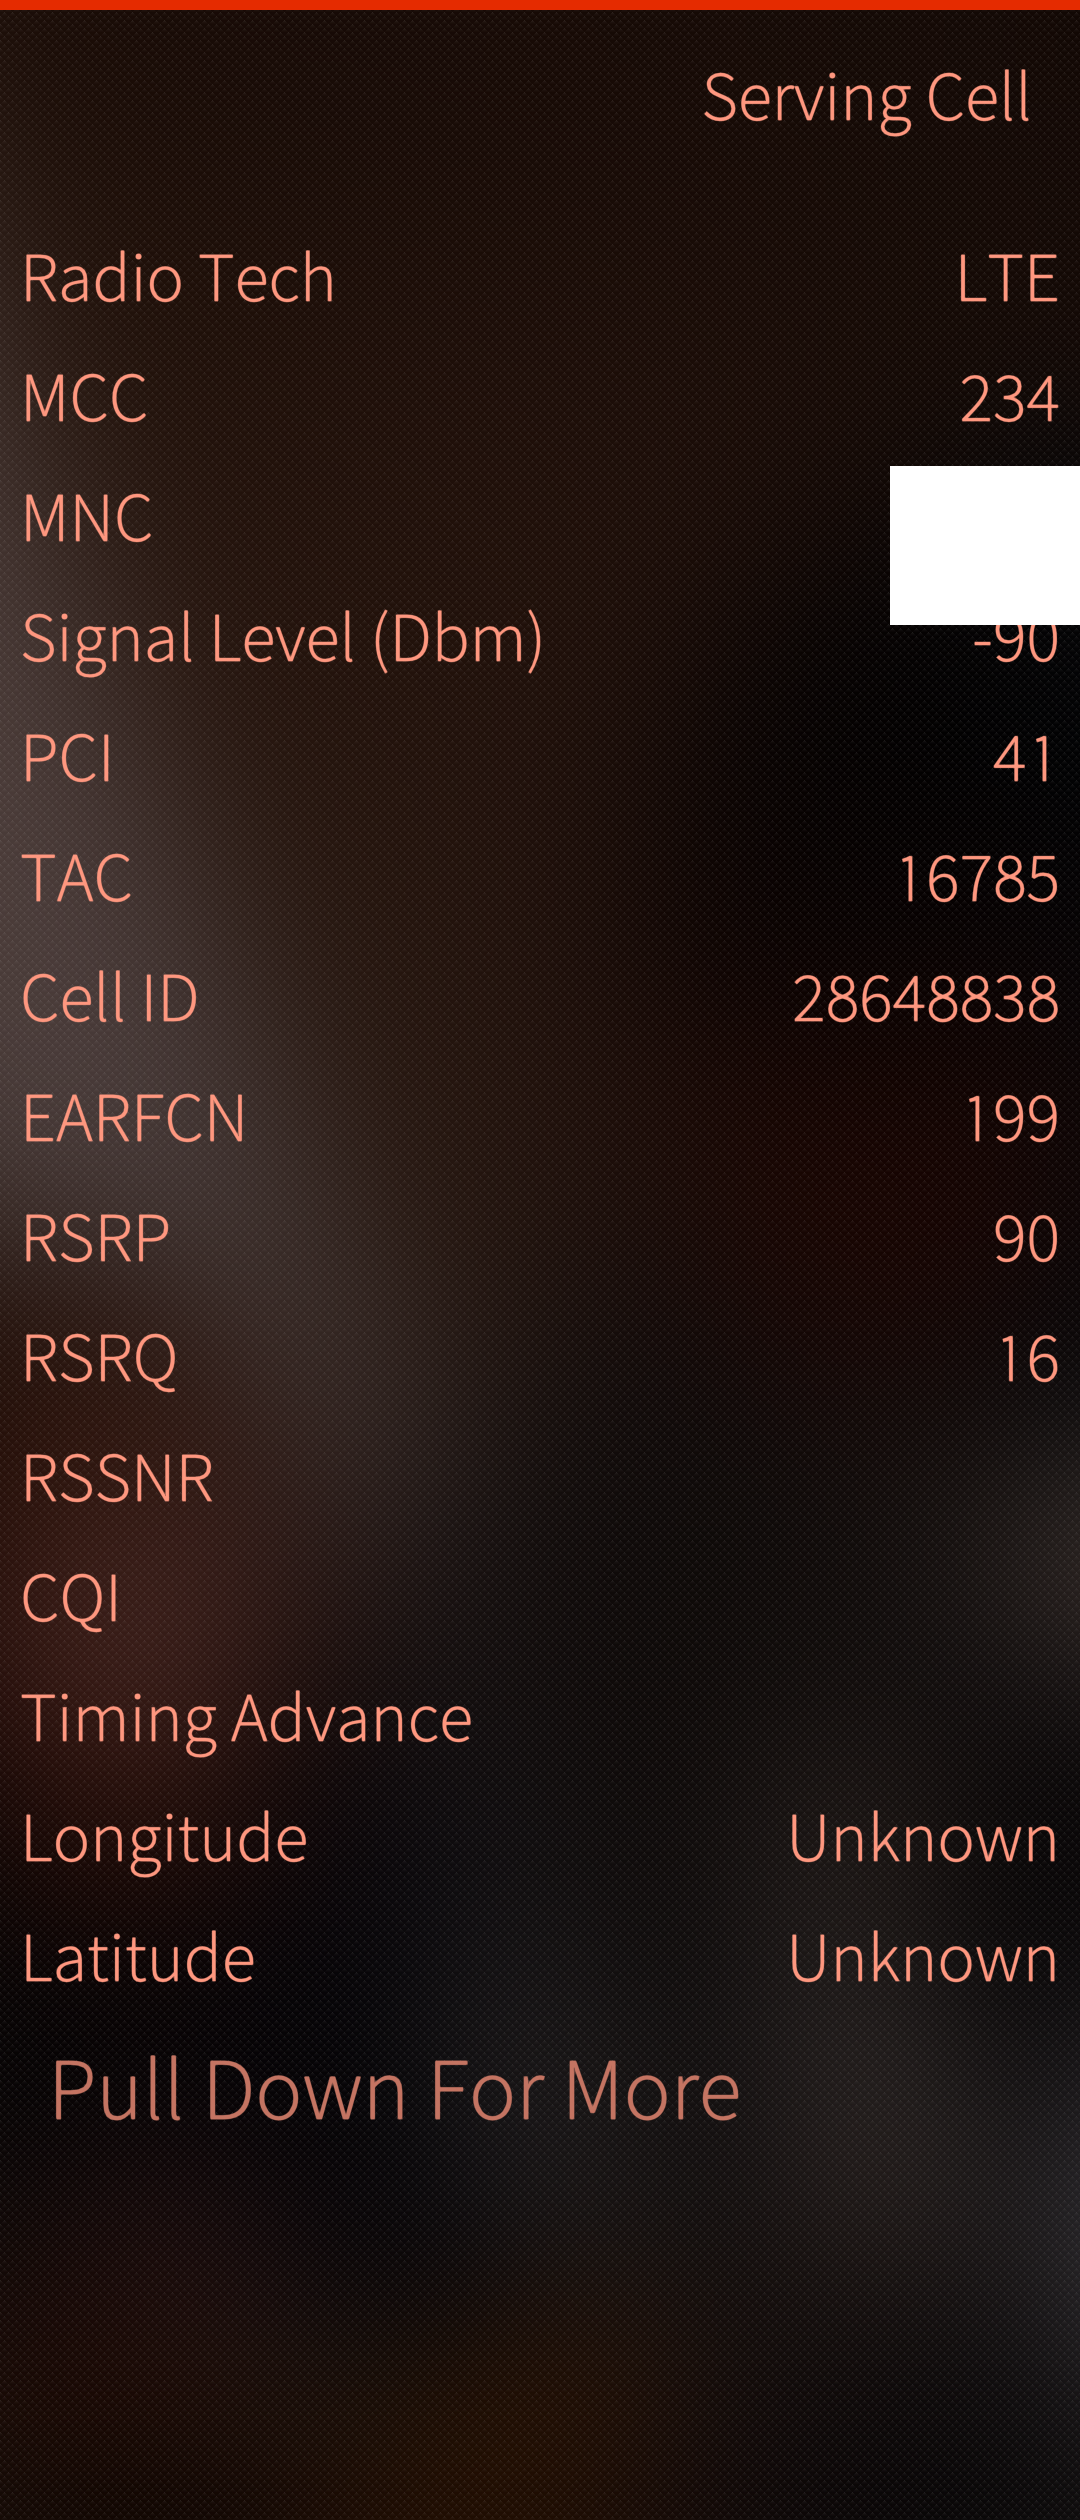 Serving Cell
Radio Tech LTE
MCC 234
MNC
Signal Level (Dbm) -90
PCI 41
TAC 16785
Cell ID 28648838
EARFCN 199
RSRP 90
RSRQ 16
RSSNR
CQI
Timing Advance
Longitude Unknown
Latitude Unknown
Pull Down For More